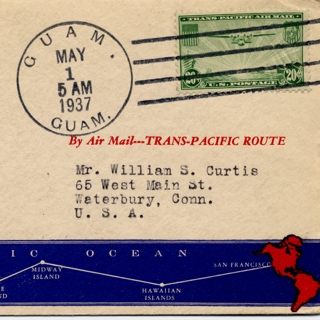 GUAM.
MAY
1
5 AM
1937
GUAM.
TRANS-PACIFIC AIR MAIL
20¢ 20¢
U.S. POSTAGE
By Air Mail---TRANS-PACIFIC ROUTE
Mr. William S. Curtis
65 West Main St.
Waterbury, Conn.
U. S. A.
IC OCEAN
MIDWAY
ISLAND
SAN FRANCISCO
HAWAIIAN
ISLANDS